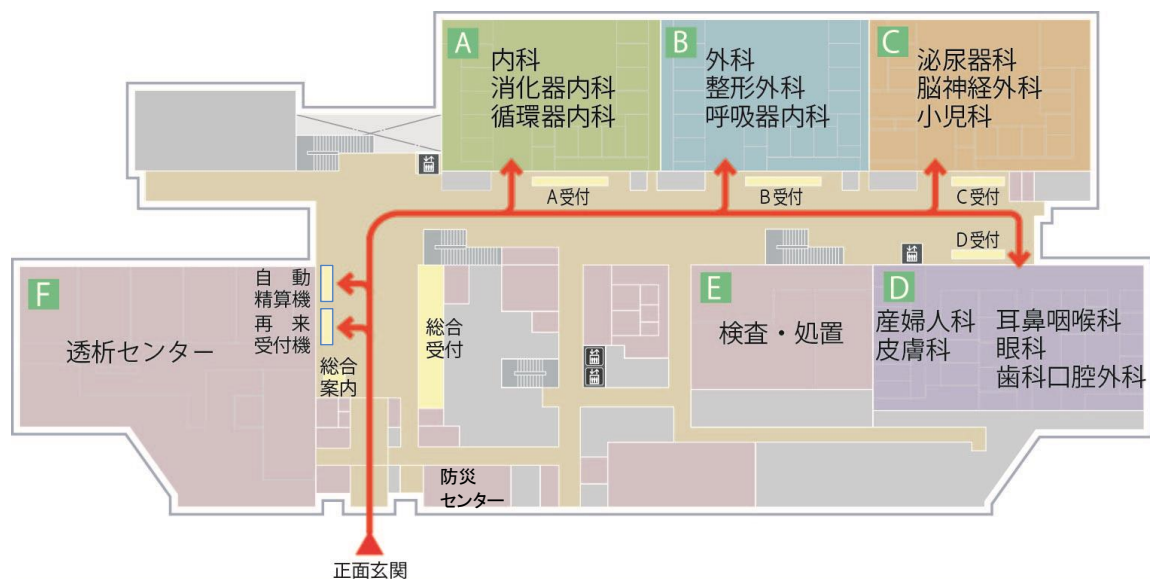 A
内科
消化器内科
循環器内科
B
外科
整形外科
呼吸器内科
C
泌尿器科
脳神経外科
小児科
A受付
B受付
C受付
D受付
F
透析センター
自動
精算機
再来
受付機
総合
案内
総合
受付
E
検査・処置
D
産婦人科
皮膚科
耳鼻咽喉科
眼科
歯科口腔外科
防災
センター
正面玄関